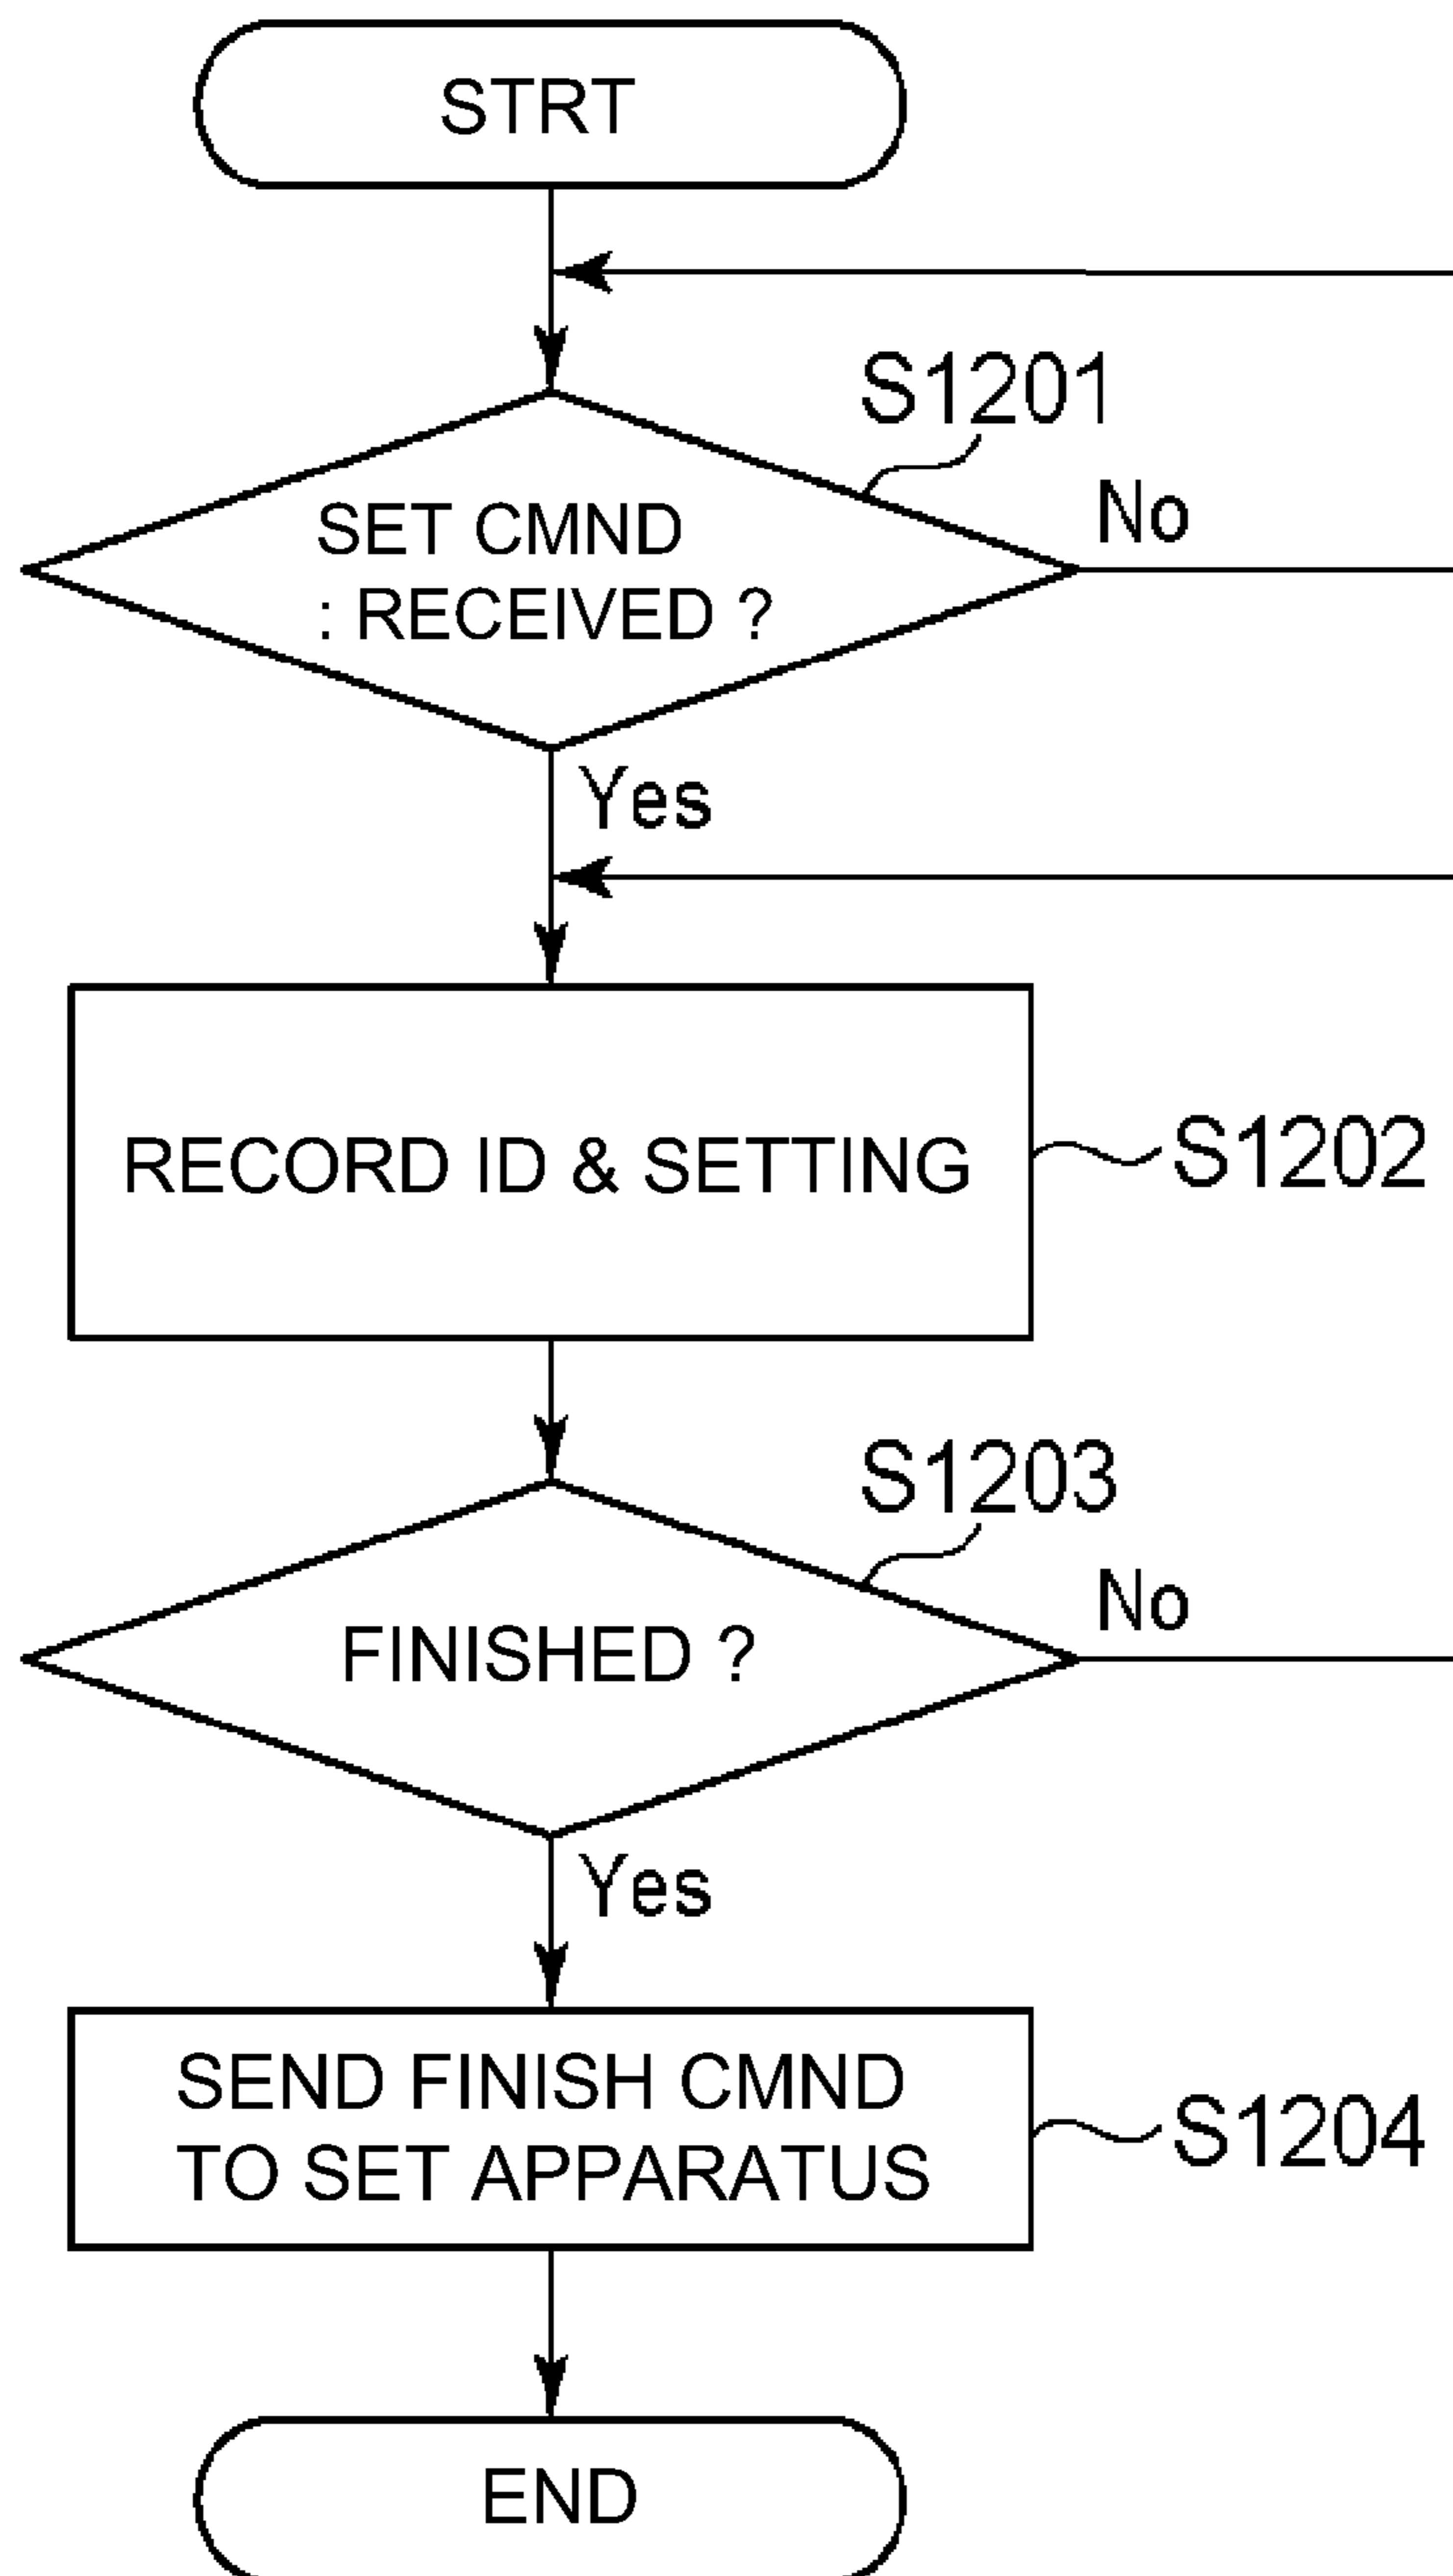 STRT
S1201
SET CMND
: RECEIVED ?
No
Yes
RECORD ID & SETTING
S1202
S1203
FINISHED ?
No
Yes
SEND FINISH CMND
TO SET APPARATUS
S1204
END